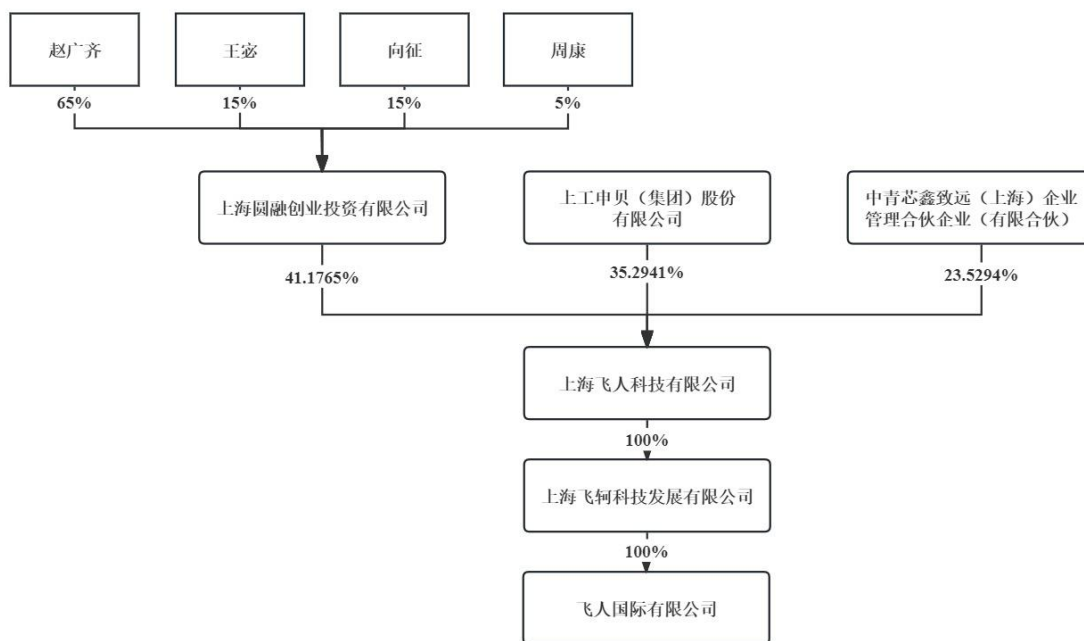 赵广齐
王宓
向征
周康
65%
15%
15%
5%
上海圆融创业投资有限公司
上工申贝（集团）股份
有限公司
中青芯鑫致远（上海）企业
管理合伙企业（有限合伙）
41.1765%
35.2941%
23.5294%
上海飞人科技有限公司
100%
上海飞轲科技发展有限公司
100%
飞人国际有限公司